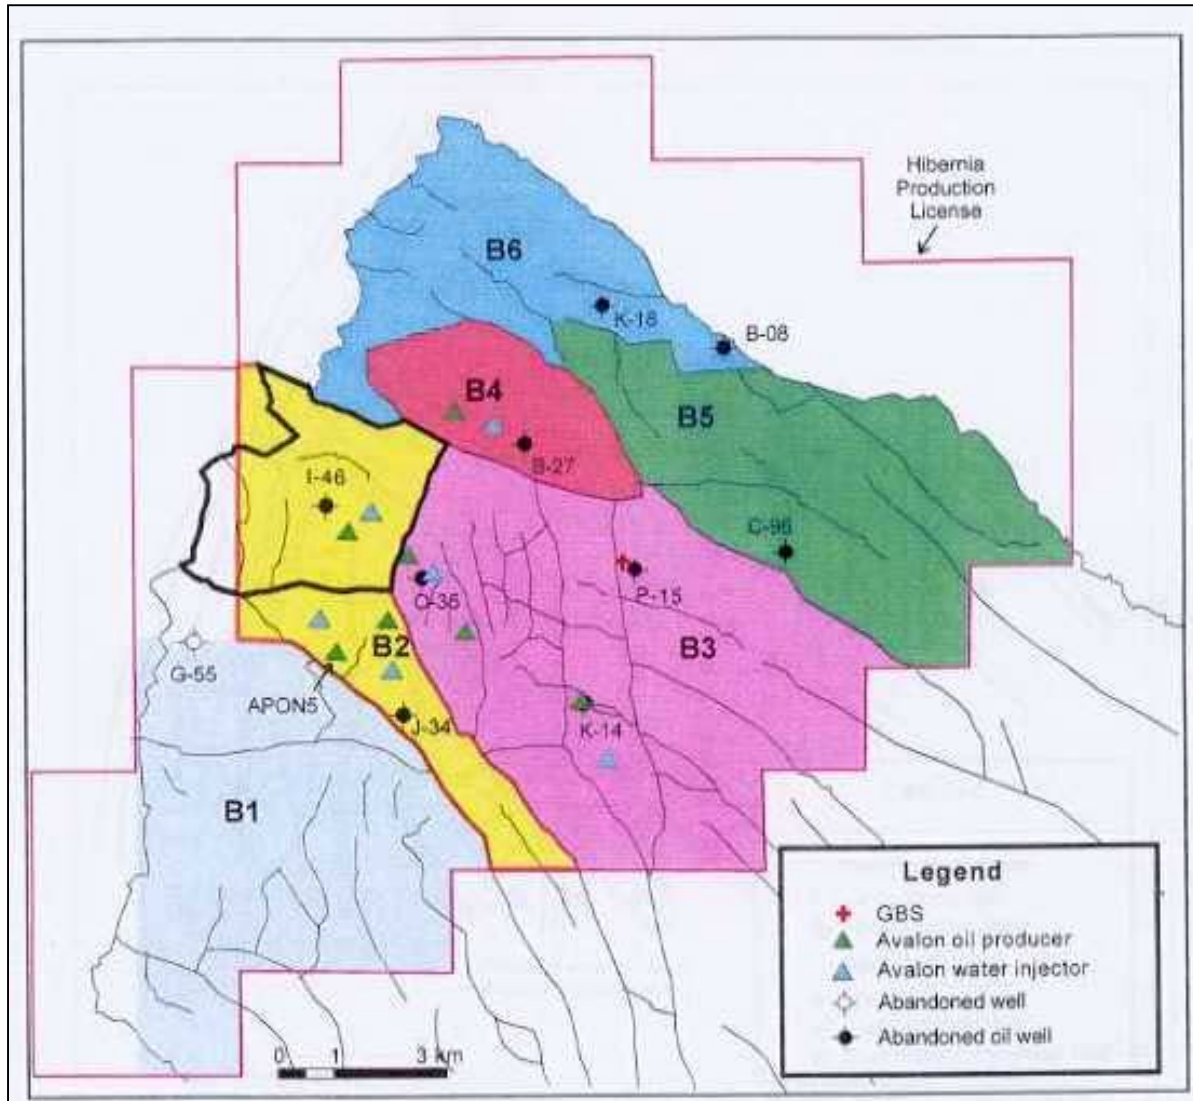 Hibernia
Production
License
B6
K-18
B-08
B4
B5
B-27
I-46
C-96
O-35
P-15
B2
B3
G-55
APON5
J-34
K-14
B1
Legend
GBS
Avalon oil producer
Avalon water injector
Abandoned well
Abandoned oil well
0 1 3 km